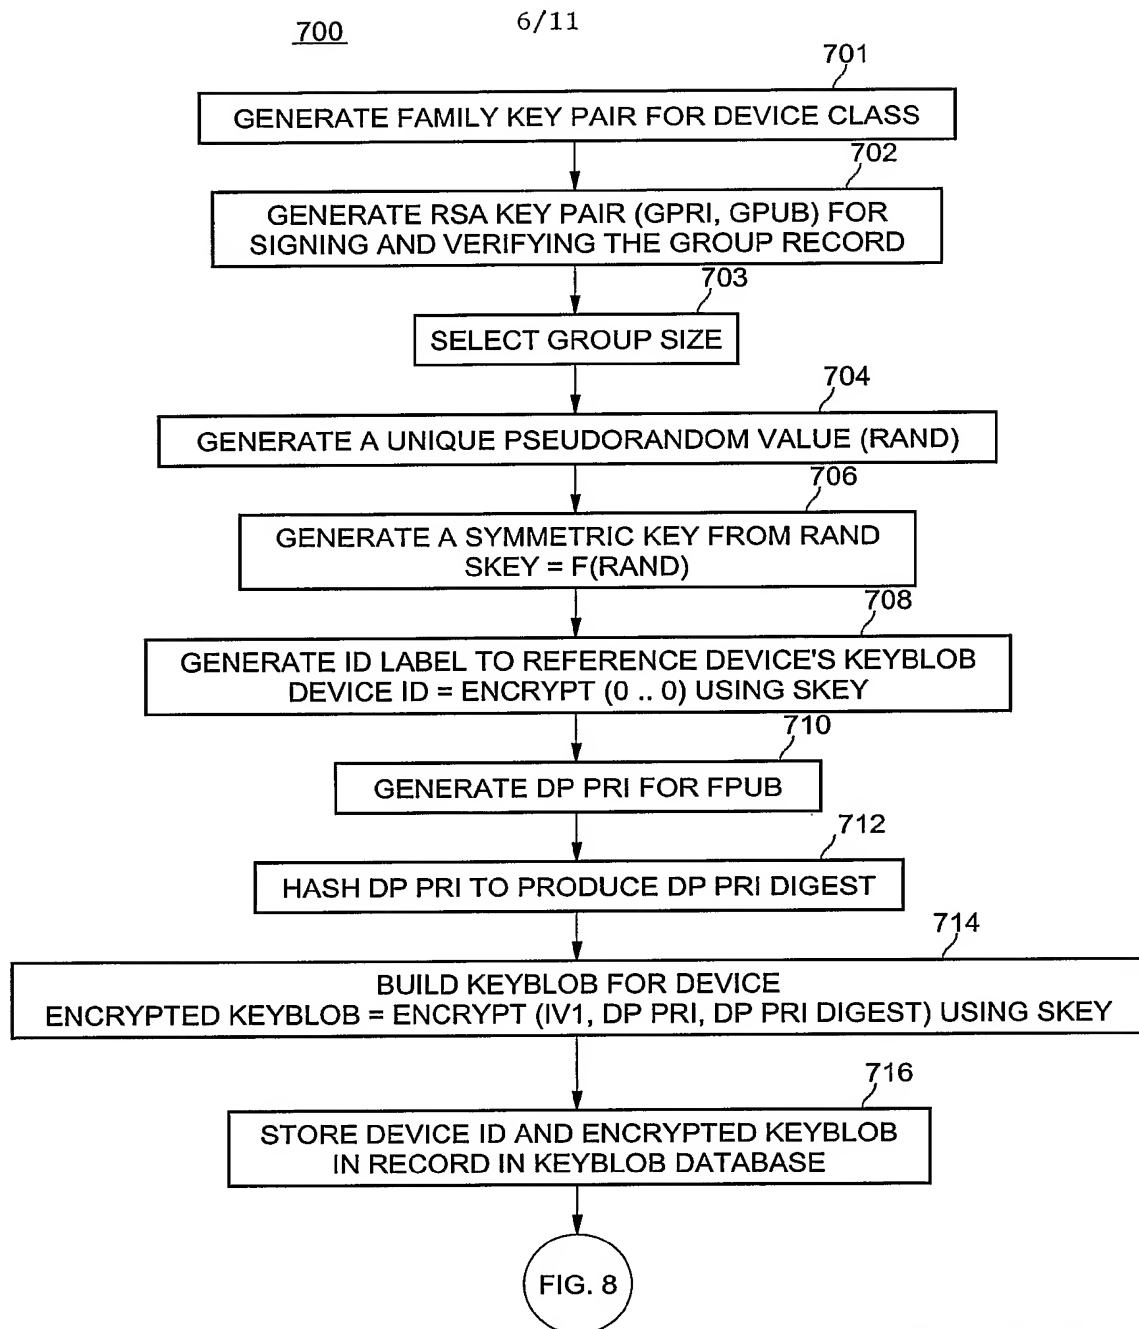 6/11
700
701
GENERATE FAMILY KEY PAIR FOR DEVICE CLASS
702
GENERATE RSA KEY PAIR (GPRI, GPUB) FOR
SIGNING AND VERIFYING THE GROUP RECORD
703
SELECT GROUP SIZE
704
GENERATE A UNIQUE PSEUDORANDOM VALUE (RAND)
706
GENERATE A SYMMETRIC KEY FROM RAND
SKEY = F(RAND)
708
GENERATE ID LABEL TO REFERENCE DEVICE'S KEYBLOB
DEVICE ID = ENCRYPT (0 .. 0) USING SKEY
710
GENERATE DP PRI FOR FPUB
712
HASH DP PRI TO PRODUCE DP PRI DIGEST
714
BUILD KEYBLOB FOR DEVICE
ENCRYPTED KEYBLOB = ENCRYPT (IV1, DP PRI, DP PRI DIGEST) USING SKEY
716
STORE DEVICE ID AND ENCRYPTED KEYBLOB
IN RECORD IN KEYBLOB DATABASE
FIG. 8